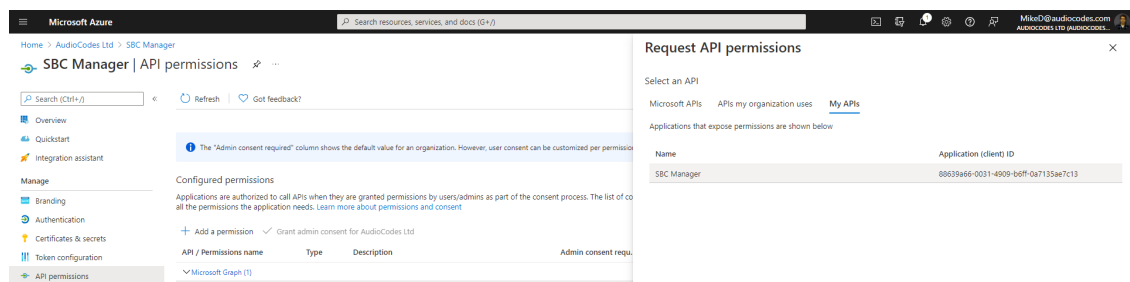 Microsoft Azure
Search resources, services, and docs (G+/)
MikeD@audiocodes.com
AUDIOCODES LTD (AUDIOCODES...
Home > AudioCodes Ltd > SBC Manager
SBC Manager | API permissions
Search (Ctrl+/)
Overview
Quickstart
Integration assistant
Manage
Branding
Authentication
Certificates & secrets
Token configuration
API permissions
Refresh
Got feedback?
The "Admin consent required" column shows the default value for an organization. However, user consent can be customized per permission
Configured permissions
Applications are authorized to call APIs when they are granted permissions by users/admins as part of the consent process. The list of co
all the permissions the application needs. Learn more about permissions and consent
Add a permission
Grant admin consent for AudioCodes Ltd
API / Permissions name Type Description Admin consent requ...
Microsoft Graph (1)
Request API permissions
Select an API
Microsoft APIs APIs my organization uses My APIs
Applications that expose permissions are shown below
Name Application (client) ID
SBC Manager 88639a66-0031-4909-b6ff-0a7135ae7c13